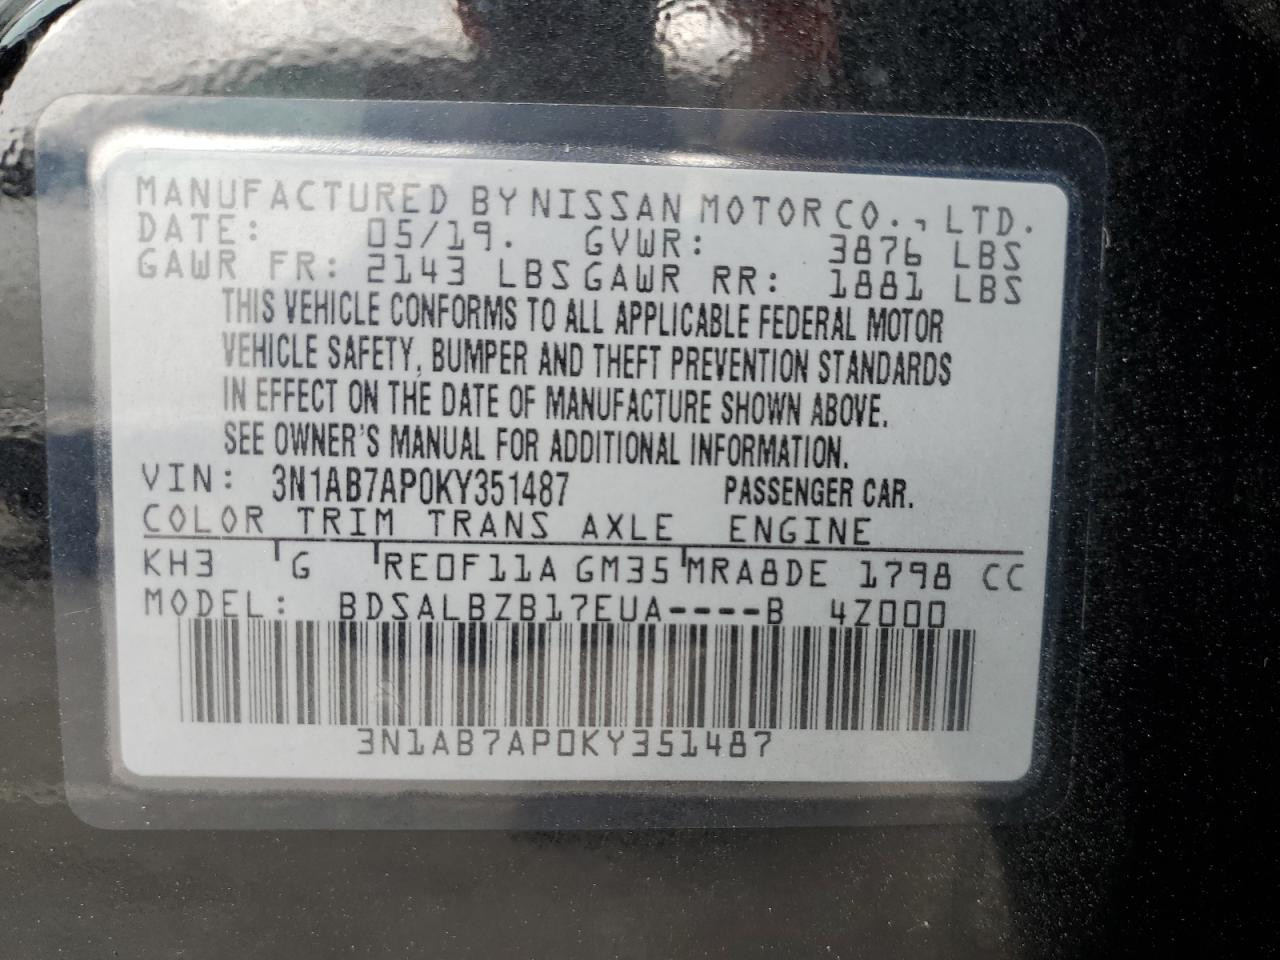 MANUFACTURED BY NISSAN MOTOR CO., LTD.
DATE: 05/19. GVWR: 3876 LBS
GAWR FR: 2143 LBS GAWR RR: 1881 LBS
THIS VEHICLE CONFORMS TO ALL APPLICABLE FEDERAL MOTOR
VEHICLE SAFETY, BUMPER AND THEFT PREVENTION STANDARDS
IN EFFECT ON THE DATE OF MANUFACTURE SHOWN ABOVE.
SEE OWNER'S MANUAL FOR ADDITIONAL INFORMATION.
VIN: 3N1AB7AP0KY351487 PASSENGER CAR.
COLOR TRIM TRANS AXLE ENGINE
KH3 G RE0F11A GM35 MRA8DE 1798 CC
MODEL: BDSALBZB17EUA----B 4Z000
3N1AB7AP0KY351487